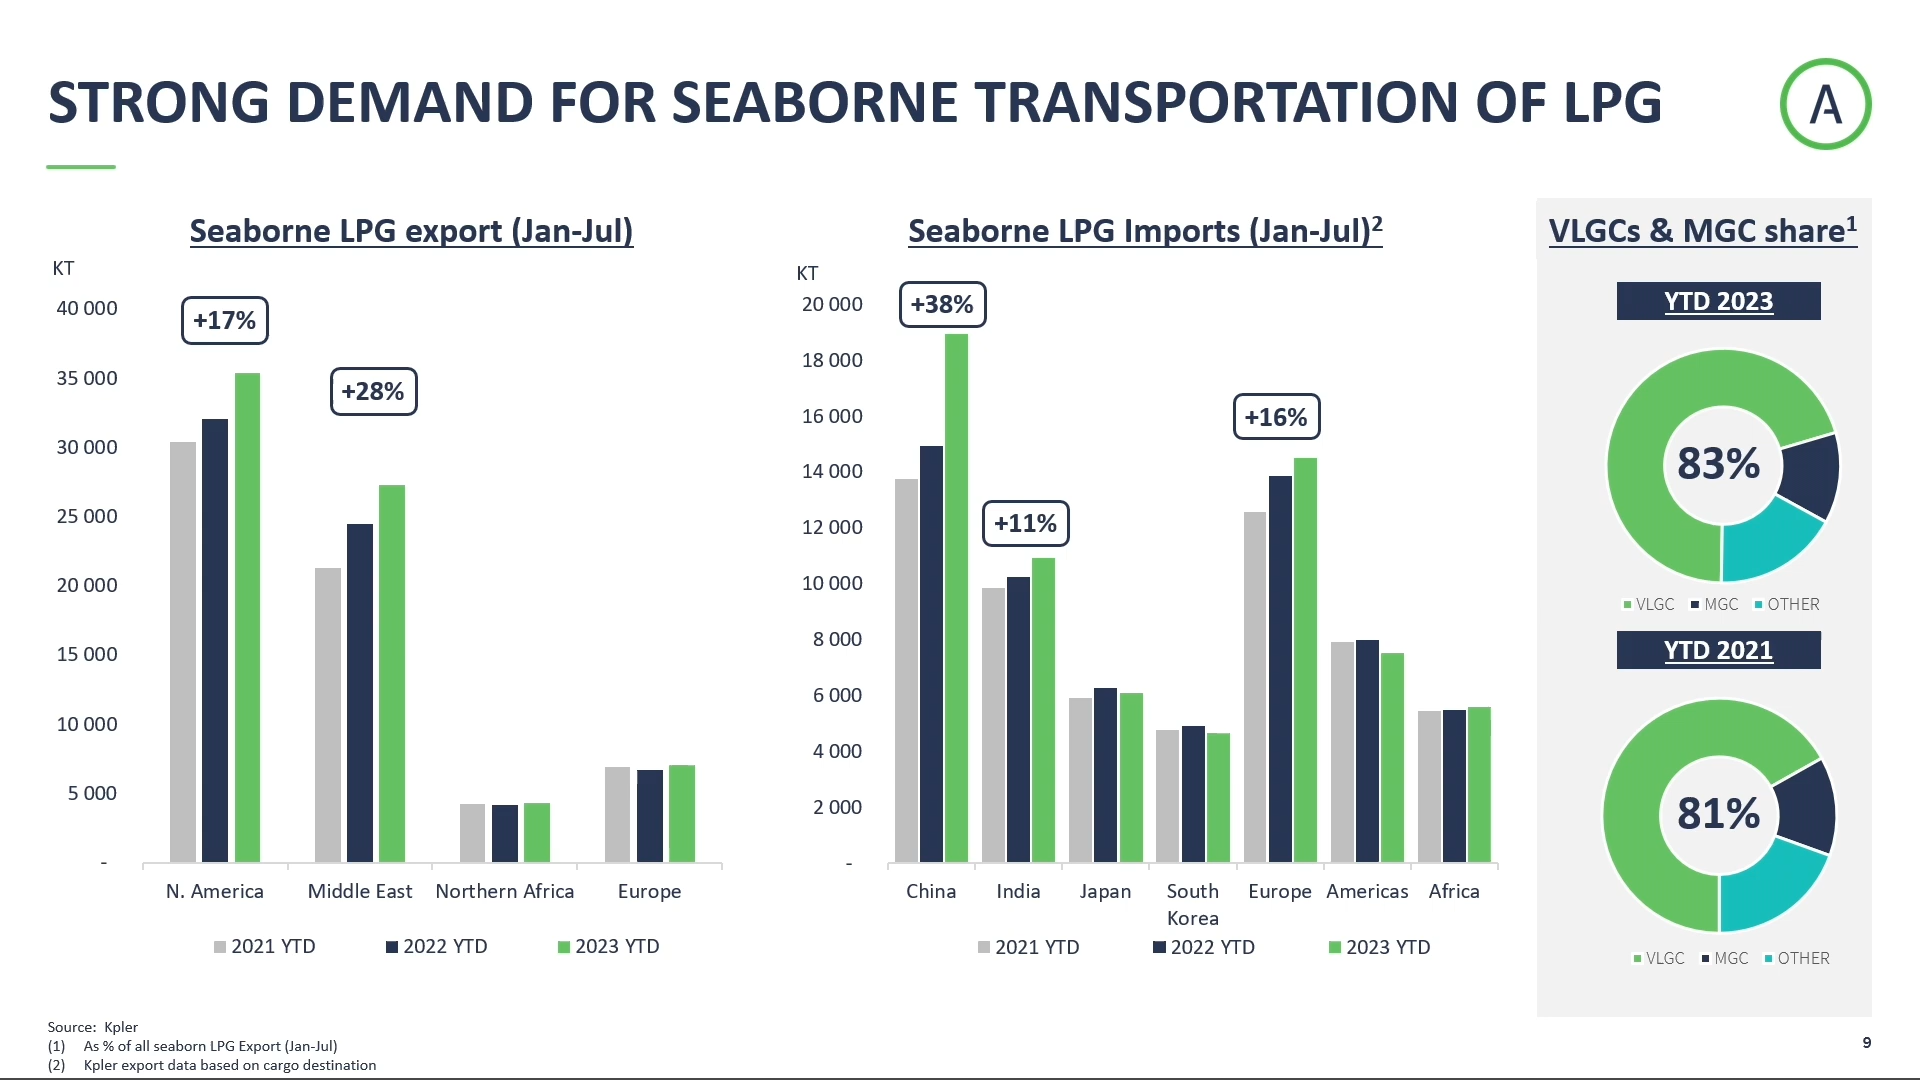 STRONG DEMAND FOR SEABORNE TRANSPORTATION OF LPG
A
Seaborne LPG export (Jan-Jul)
KT
40 000
35 000
30 000
25 000
20 000
15 000
10 000
5 000
-
+17%
+28%
N. America
Middle East
Northern Africa
Europe
2021 YTD
2022 YTD
2023 YTD
Seaborne LPG Imports (Jan-Jul)²
KT
20 000
18 000
16 000
14 000
12 000
10 000
8 000
6 000
4 000
2 000
-
+38%
+11%
+16%
China
India
Japan
South
Korea
Europe
Americas
Africa
2021 YTD
2022 YTD
2023 YTD
VLGCs & MGC share¹
YTD 2023
83%
VLGC MGC OTHER
YTD 2021
81%
VLGC MGC OTHER
Source: Kpler
(1) As % of all seaborn LPG Export (Jan-Jul)
(2) Kpler export data based on cargo destination
9